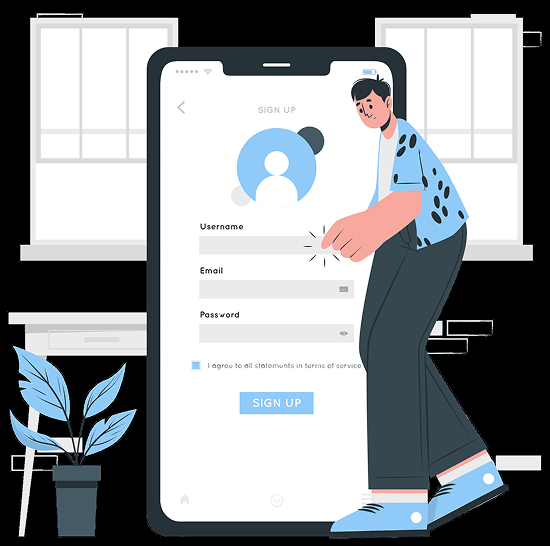 SIGN UP
Username
Email
Password
I agree to all statements in terms of service
SIGN UP